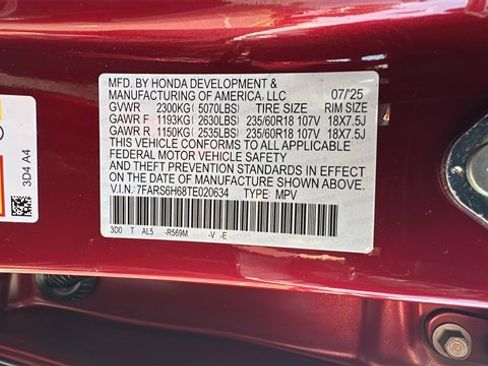 MFD. BY HONDA DEVELOPMENT &
MANUFACTURING OF AMERICA, LLC 07/'25
GVWR 2300KG(5070LBS) TIRE SIZE RIM SIZE
GAWR F 1193KG(2630LBS) 235/60R18 107V 18X7.5J
GAWR R 1150KG(2535LBS) 235/60R18 107V 18X7.5J
THIS VEHICLE CONFORMS TO ALL APPLICABLE
FEDERAL MOTOR VEHICLE SAFETY
AND THEFT PREVENTION STANDARDS IN EFFECT
ON THE DATE OF MANUFACTURE SHOWN ABOVE.
V.I.N.: 7FARS6H68TE020634 TYPE: MPV
3D0 T AL5 -R569M -V -E
3D4 A4